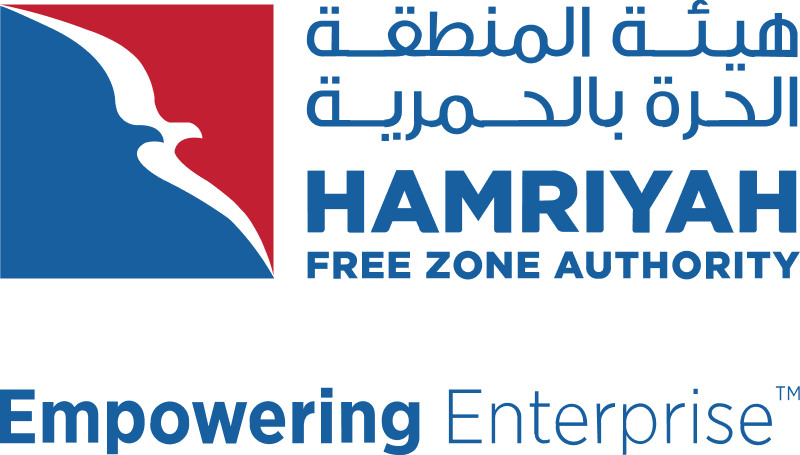 هيئة المنطقة
الحرة بالحمرية
HAMRIYAH
FREE ZONE AUTHORITY
Empowering Enterprise™